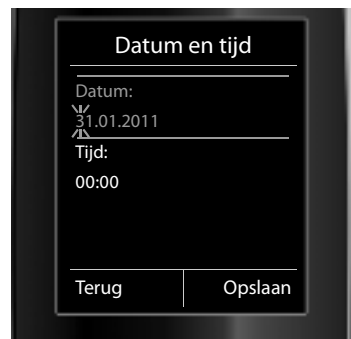 Datum en tijd
Datum:
31.01.2011
Tijd:
00:00
Terug Opslaan